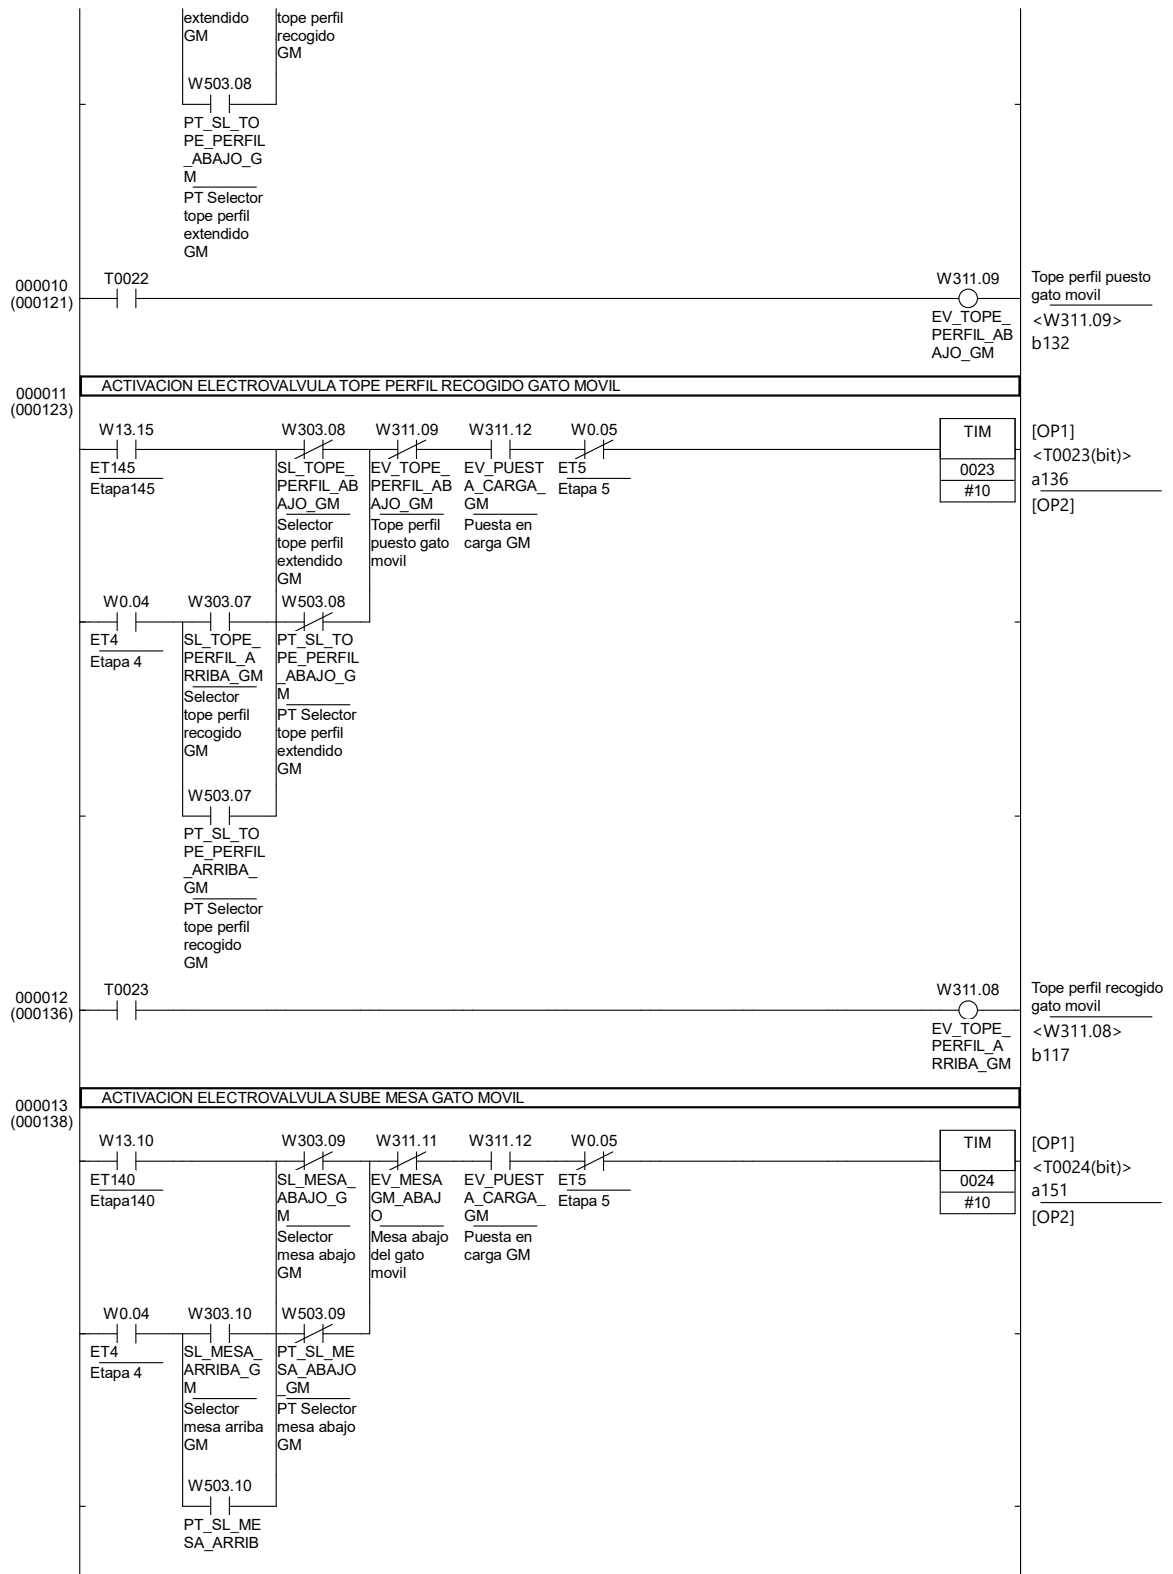 extendido
GM
tope perfil
recogido
GM
W503.08
PT_SL_TO
PE_PERFIL
_ABAJO_G
M
PT Selector
tope perfil
extendido
GM
000010
(000121)
T0022
W311.09
EV_TOPE_
PERFIL_AB
AJO_GM
Tope perfil puesto
gato movil
<W311.09>
b132
000011
(000123)
ACTIVACION ELECTROVALVULA TOPE PERFIL RECOGIDO GATO MOVIL
W13.15
ET145
Etapa145
W303.08
SL_TOPE_
PERFIL_AB
AJO_GM
Selector
tope perfil
extendido
GM
W311.09
EV_TOPE_
PERFIL_AB
AJO_GM
Tope perfil
puesto gato
movil
W311.12
EV_PUEST
A_CARGA_
GM
Puesta en
carga GM
W0.05
ET5
Etapa 5
TIM
0023
#10
[OP1]
<T0023(bit)>
a136
[OP2]
W0.04
ET4
Etapa 4
W303.07
SL_TOPE_
PERFIL_A
RRIBA_GM
Selector
tope perfil
recogido
GM
W503.08
PT_SL_TO
PE_PERFIL
_ABAJO_G
M
PT Selector
tope perfil
extendido
GM
W503.07
PT_SL_TO
PE_PERFIL
_ARRIBA_
GM
PT Selector
tope perfil
recogido
GM
000012
(000136)
T0023
W311.08
EV_TOPE_
PERFIL_A
RRIBA_GM
Tope perfil recogido
gato movil
<W311.08>
b117
000013
(000138)
ACTIVACION ELECTROVALVULA SUBE MESA GATO MOVIL
W13.10
ET140
Etapa140
W303.09
SL_MESA_
ABAJO_G
M
Selector
mesa abajo
GM
W311.11
EV_MESA
GM_ABAJ
O
Mesa abajo
del gato
movil
W311.12
EV_PUEST
A_CARGA_
GM
Puesta en
carga GM
W0.05
ET5
Etapa 5
TIM
0024
#10
[OP1]
<T0024(bit)>
a151
[OP2]
W0.04
ET4
Etapa 4
W303.10
SL_MESA_
ARRIBA_G
M
Selector
mesa arriba
GM
W503.09
PT_SL_ME
SA_ABAJO
_GM
PT Selector
mesa abajo
GM
W503.10
PT_SL_ME
SA_ARRIB